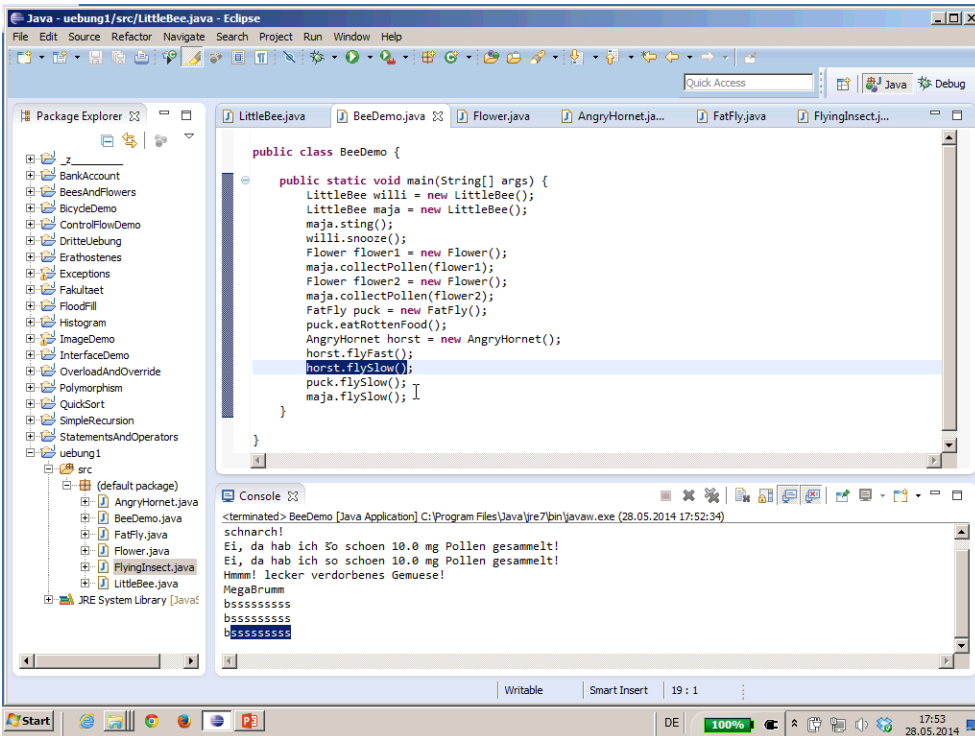 Java - uebung1/src/LittleBee.java - Eclipse
File Edit Source Refactor Navigate Search Project Run Window Help
Quick Access
Java
Debug
Package Explorer
_z_________
BankAccount
BeesAndFlowers
BicycleDemo
ControlFlowDemo
DritteUebung
Erathostenes
Exceptions
Fakultaet
FloodFill
Histogram
ImageDemo
InterfaceDemo
OverloadAndOverride
Polymorphism
QuickSort
SimpleRecursion
StatementsAndOperators
uebung1
src
(default package)
AngryHornet.java
BeeDemo.java
FatFly.java
Flower.java
FlyingInsect.java
LittleBee.java
JRE System Library [JavaS
LittleBee.java
BeeDemo.java
Flower.java
AngryHornet.ja...
FatFly.java
FlyingInsect.j...
public class BeeDemo {
public static void main(String[] args) {
LittleBee willi = new LittleBee();
LittleBee maja = new LittleBee();
maja.sting();
willi.snooze();
Flower flower1 = new Flower();
maja.collectPollen(flower1);
Flower flower2 = new Flower();
maja.collectPollen(flower2);
FatFly puck = new FatFly();
puck.eatRottenFood();
AngryHornet horst = new AngryHornet();
horst.flyFast();
horst.flySlow();
puck.flySlow();
maja.flySlow();
}
}
Console
<terminated> BeeDemo [Java Application] C:\Program Files\Java\jre7\bin\javaw.exe (28.05.2014 17:52:34)
schnarch!
Ei, da hab ich so schoen 10.0 mg Pollen gesammelt!
Ei, da hab ich so schoen 10.0 mg Pollen gesammelt!
Hmmm! lecker verdorbenes Gemuese!
MegaBrumm
bsssssssss
bsssssssss
bsssssssss
Writable
Smart Insert
19 : 1
Start
DE
100%
17:53
28.05.2014